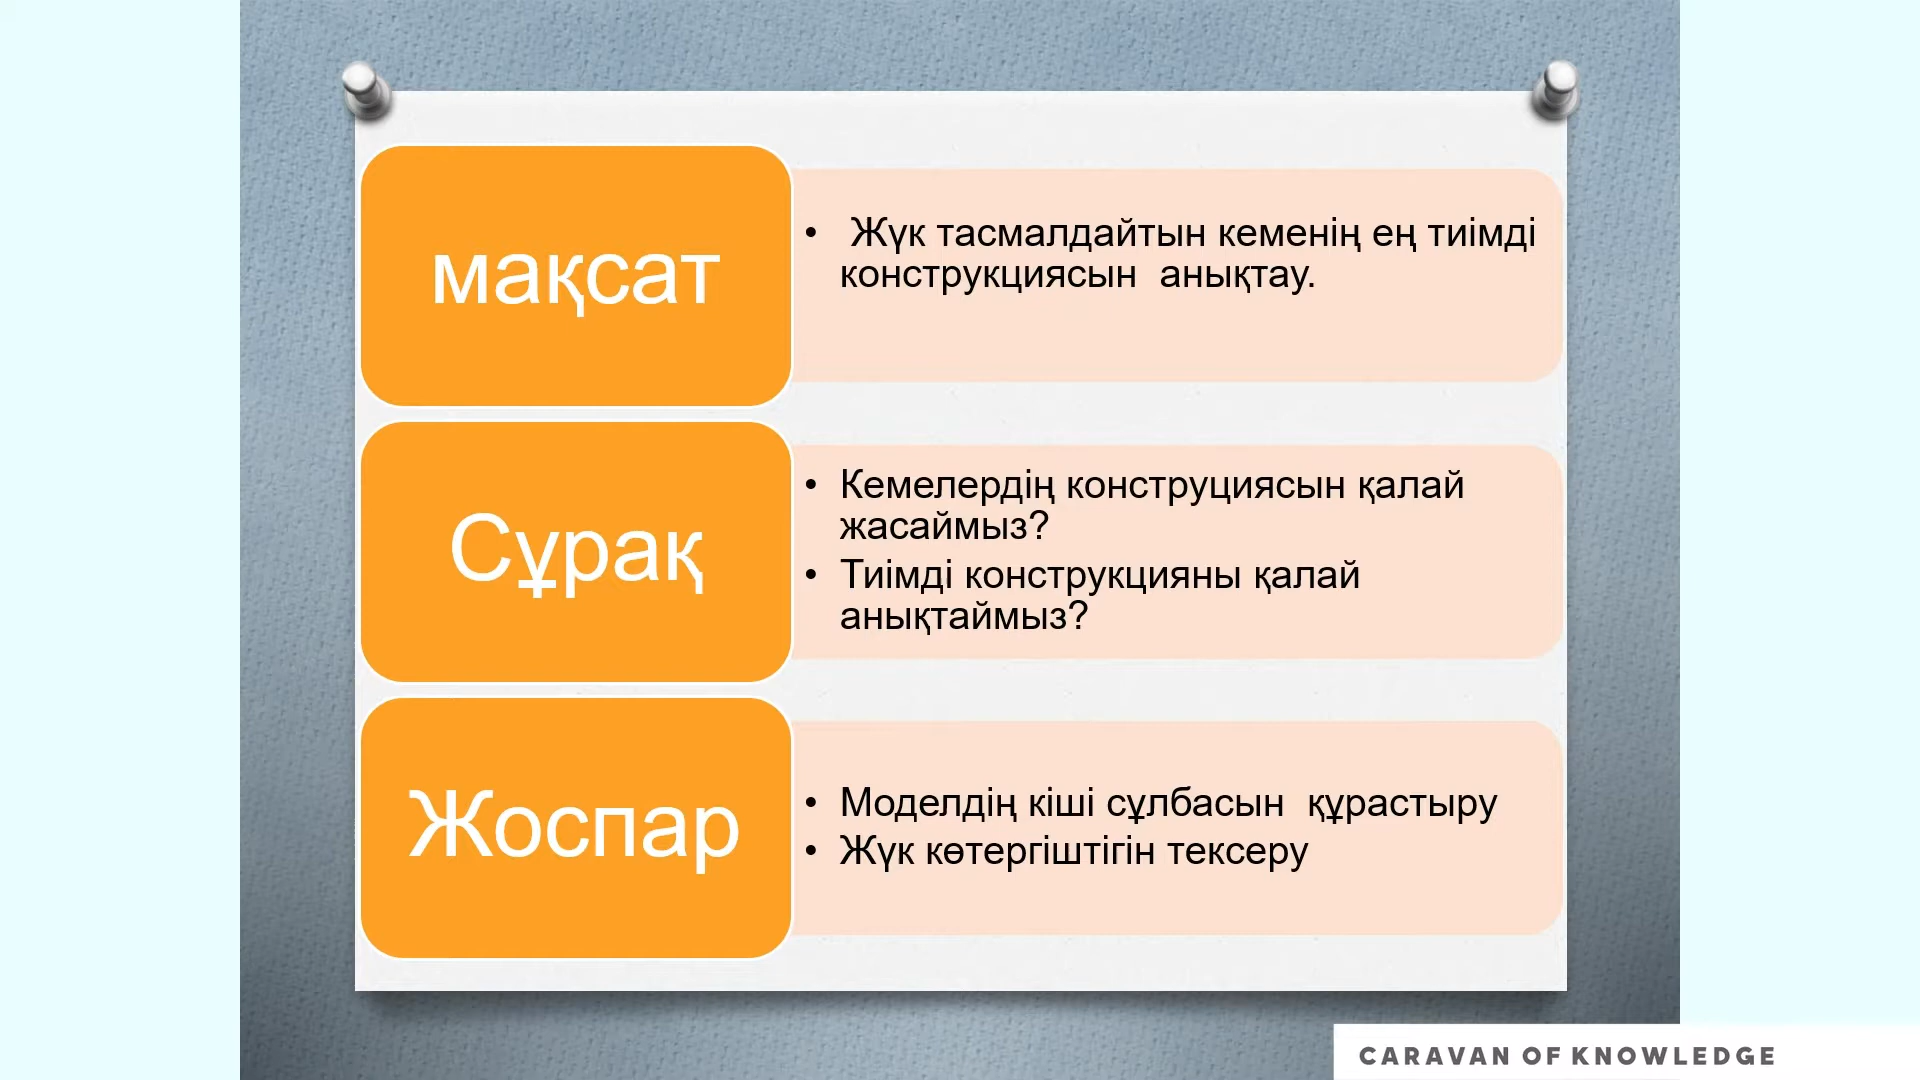 мақсат
• Жүк тасмалдайтын кеменің ең тиімді
конструкциясын анықтау.
Сұрақ
• Кемелердің конструциясын қалай
жасаймыз?
• Тиімді конструкцияны қалай
анықтаймыз?
Жоспар
• Моделдің кіші сұлбасын құрастыру
• Жүк көтергіштігін тексеру
CARAVAN OF KNOWLEDGE